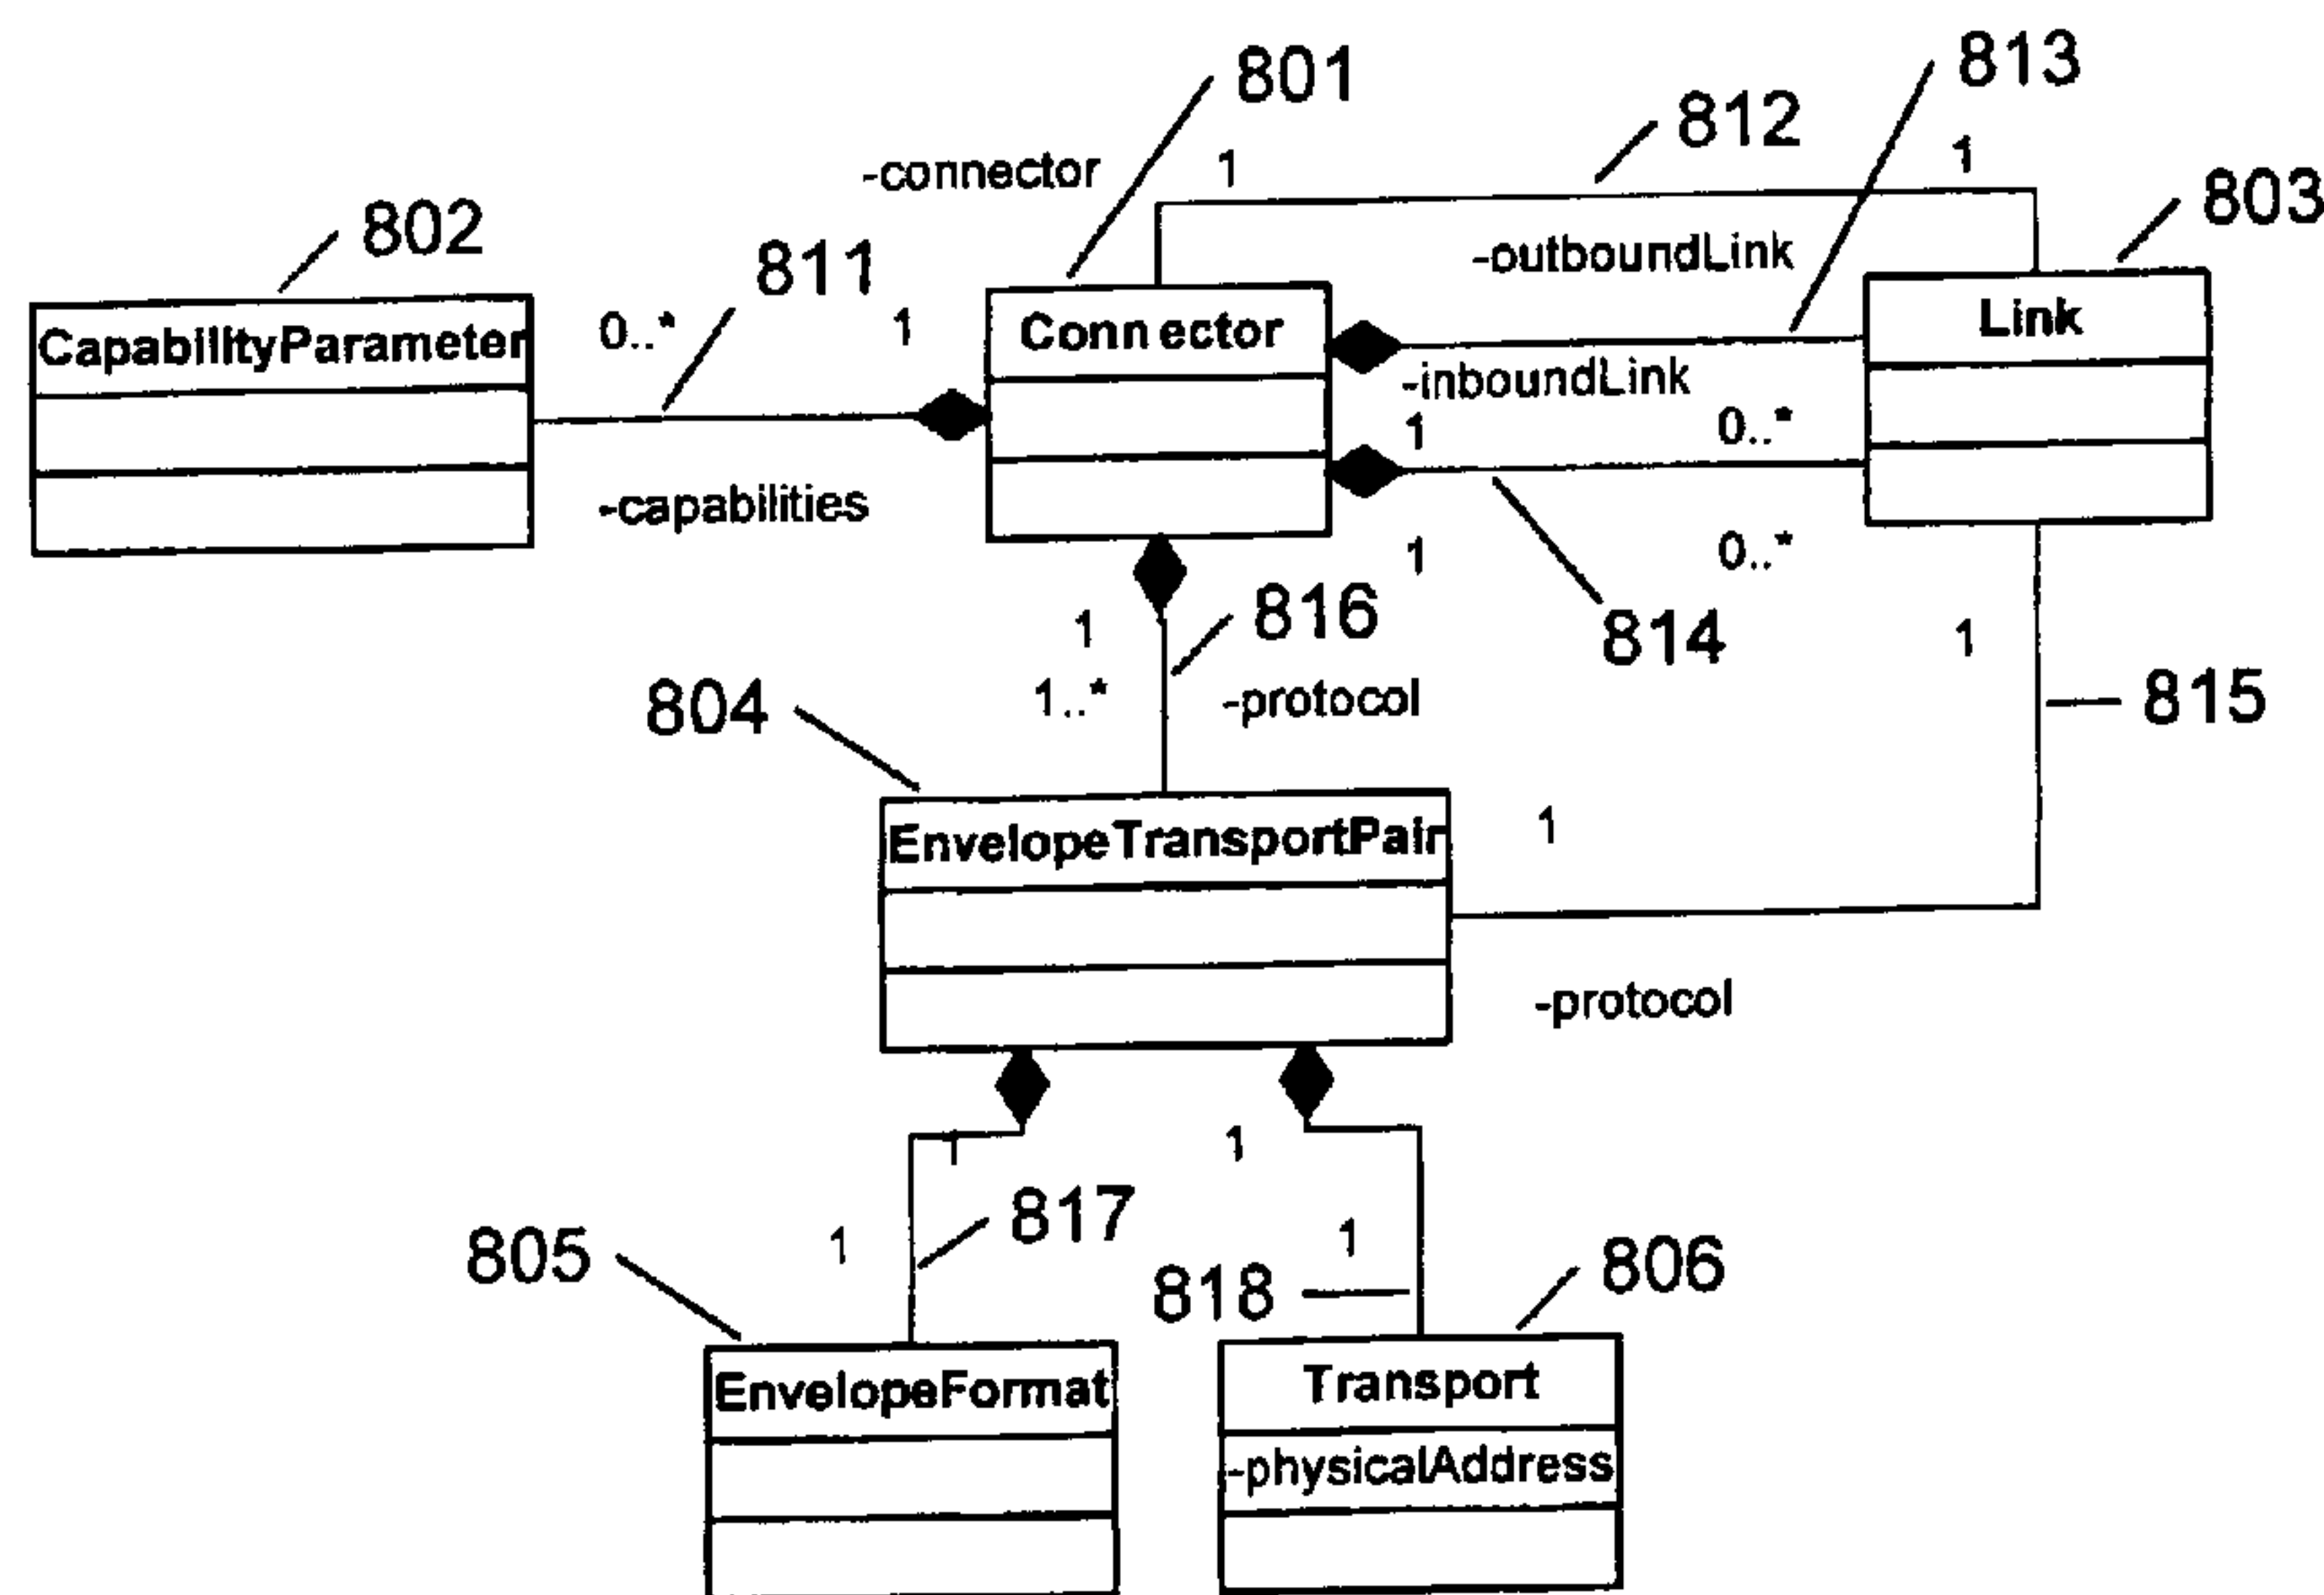 801
813
812
-connector
1
1
802
803
811
-outboundLink
0..*
1
Connector
Link
CapabilityParameter
-inboundLink
1
0..*
-capabilities
1
0..*
816
814
1
1
815
804
1..*
-protocol
EnvelopeTransportPair
1
-protocol
1
1
817
1
1
805
818
806
EnvelopeFormat
Transport
-physicalAddress